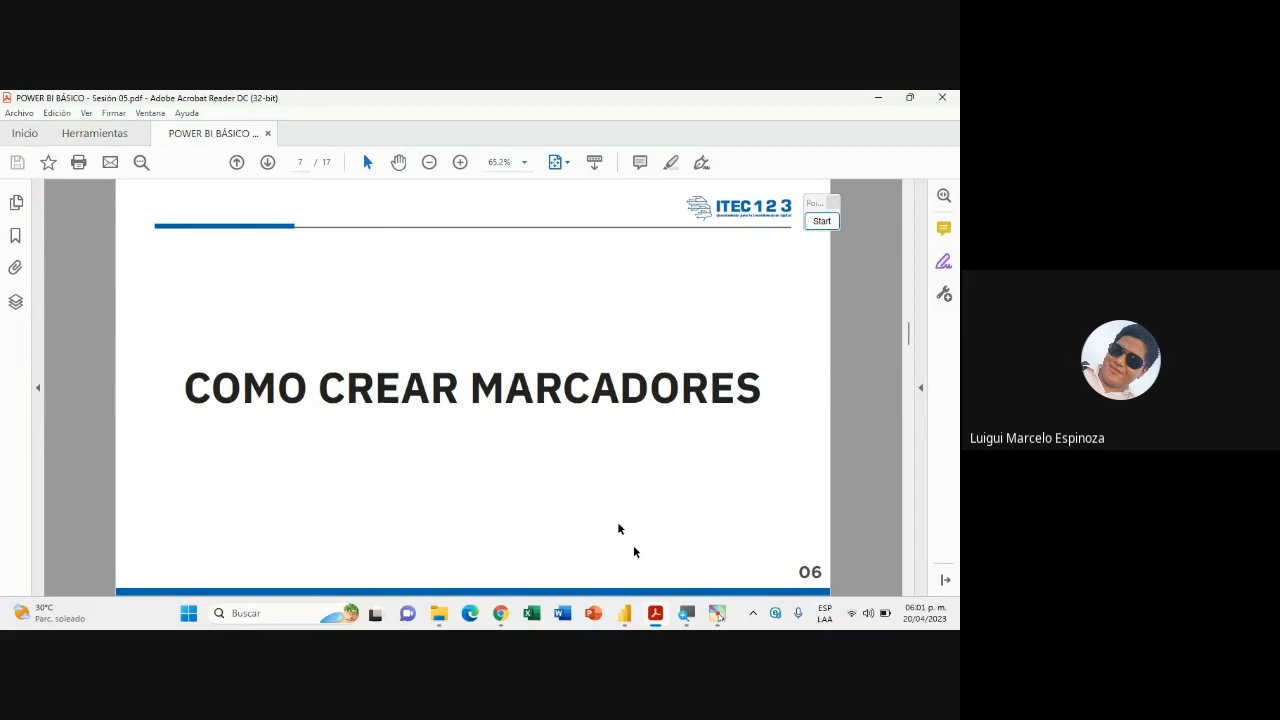 POWER BI BÁSICO - Sesión 05.pdf - Adobe Acrobat Reader DC (32-bit)
Archivo Edición Ver Firmar Ventana Ayuda
Inicio Herramientas POWER BI BÁSICO ... ×
7 / 17 65.2%
ITEC 1 2 3
Poi...
Start
COMO CREAR MARCADORES
06
Luigui Marcelo Espinoza
30°C
Parc. soleado
Buscar
ESP
LAA
06:01 p. m.
20/04/2023